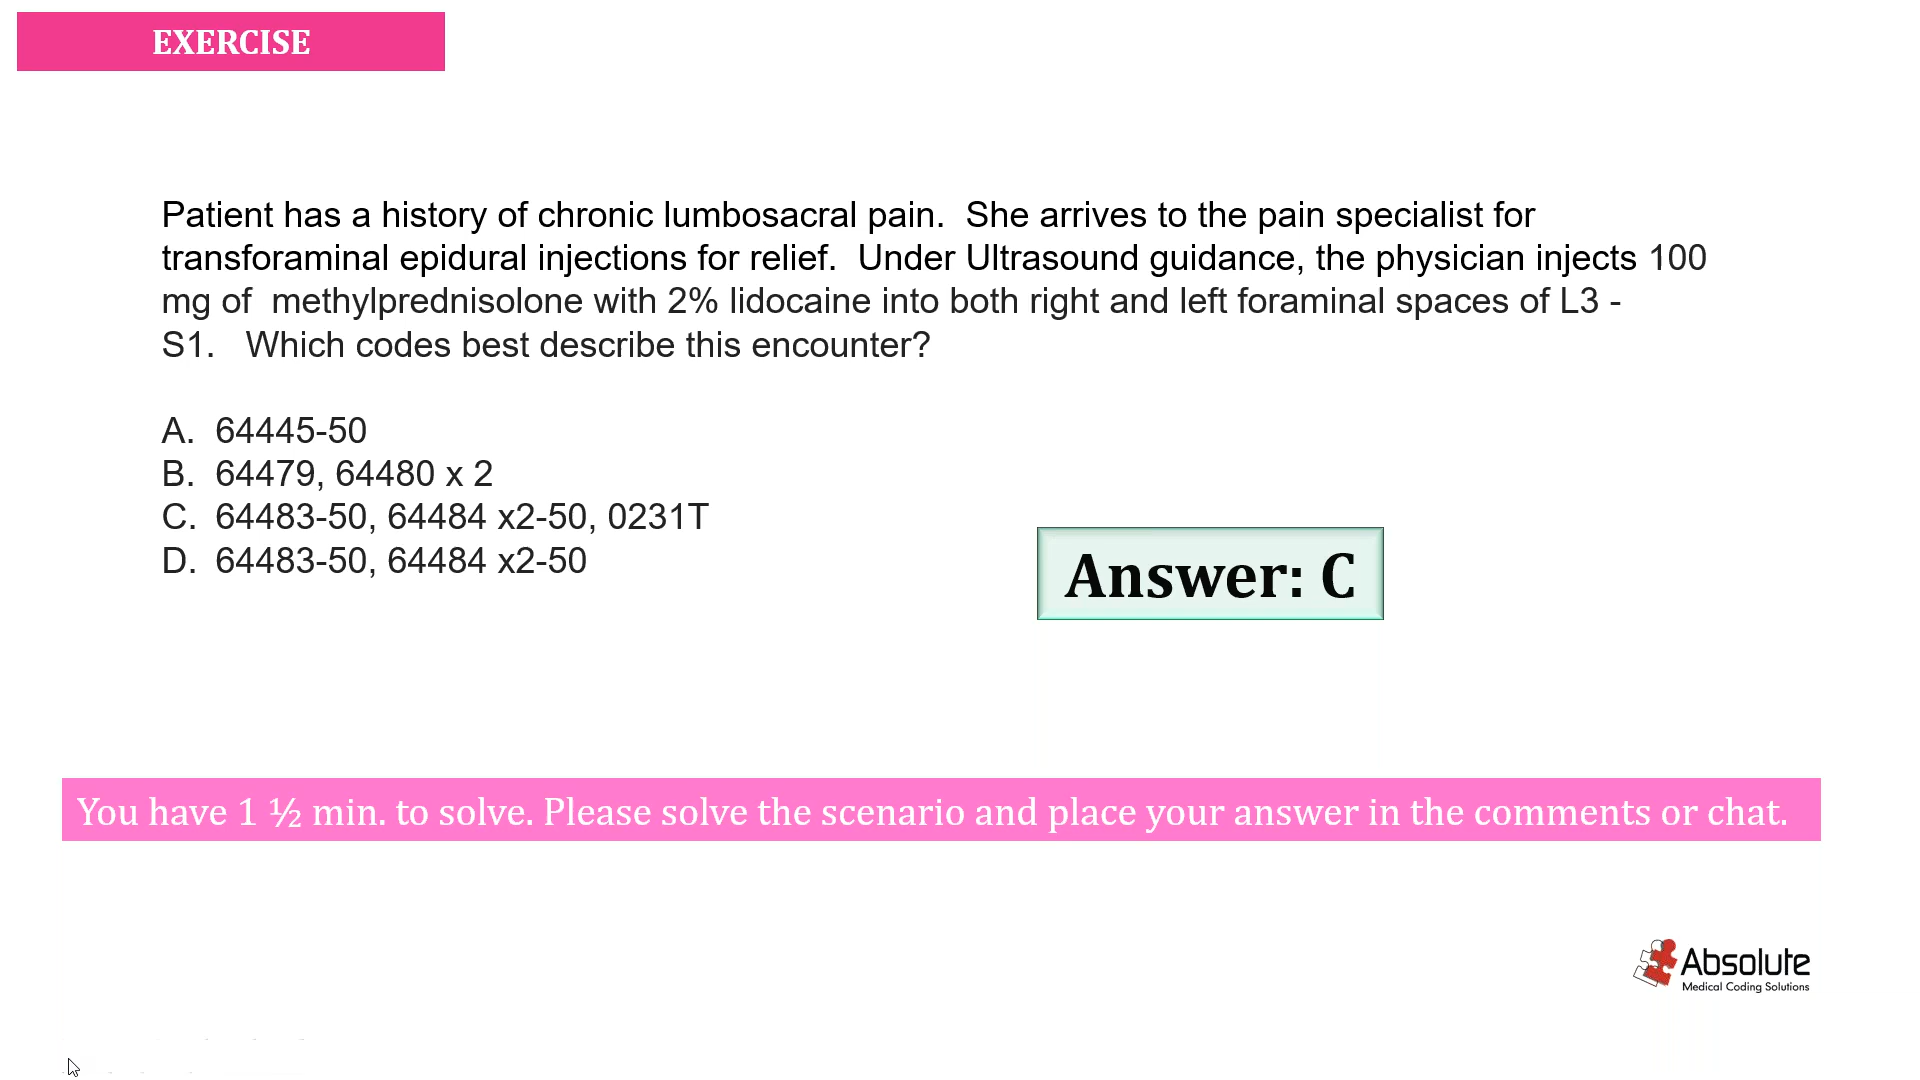 EXERCISE
Patient has a history of chronic lumbosacral pain.  She arrives to the pain specialist for
transforaminal epidural injections for relief.  Under Ultrasound guidance, the physician injects 100
mg of  methylprednisolone with 2% lidocaine into both right and left foraminal spaces of L3 -
S1.   Which codes best describe this encounter?
A.  64445-50
B.  64479, 64480 x 2
C.  64483-50, 64484 x2-50, 0231T
D.  64483-50, 64484 x2-50
Answer: C
You have 1 ½ min. to solve. Please solve the scenario and place your answer in the comments or chat.
Absolute
Medical Coding Solutions